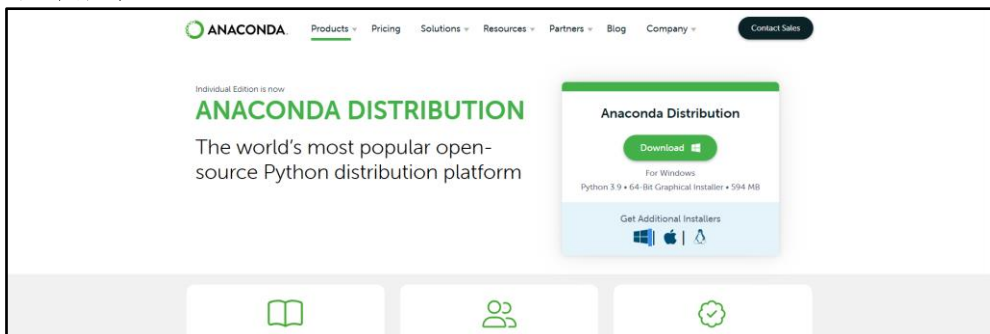 ANACONDA.
Products
Pricing
Solutions
Resources
Partners
Blog
Company
Contact Sales
Individual Edition is now
ANACONDA DISTRIBUTION
The world's most popular open-
source Python distribution platform
Anaconda Distribution
Download
For Windows
Python 3.9 • 64-Bit Graphical Installer • 594 MB
Get Additional Installers